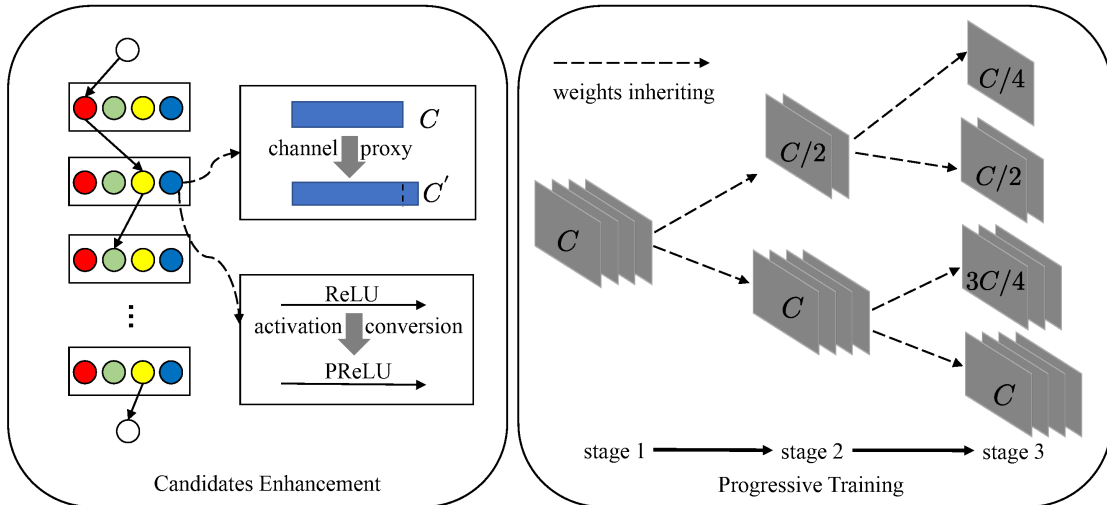 C
channel proxy
C'
ReLU
activation conversion
PReLU
⋮
Candidates Enhancement
weights inheriting
C/4
C/2
C/2
C
3C/4
C
C
stage 1 stage 2 stage 3
Progressive Training